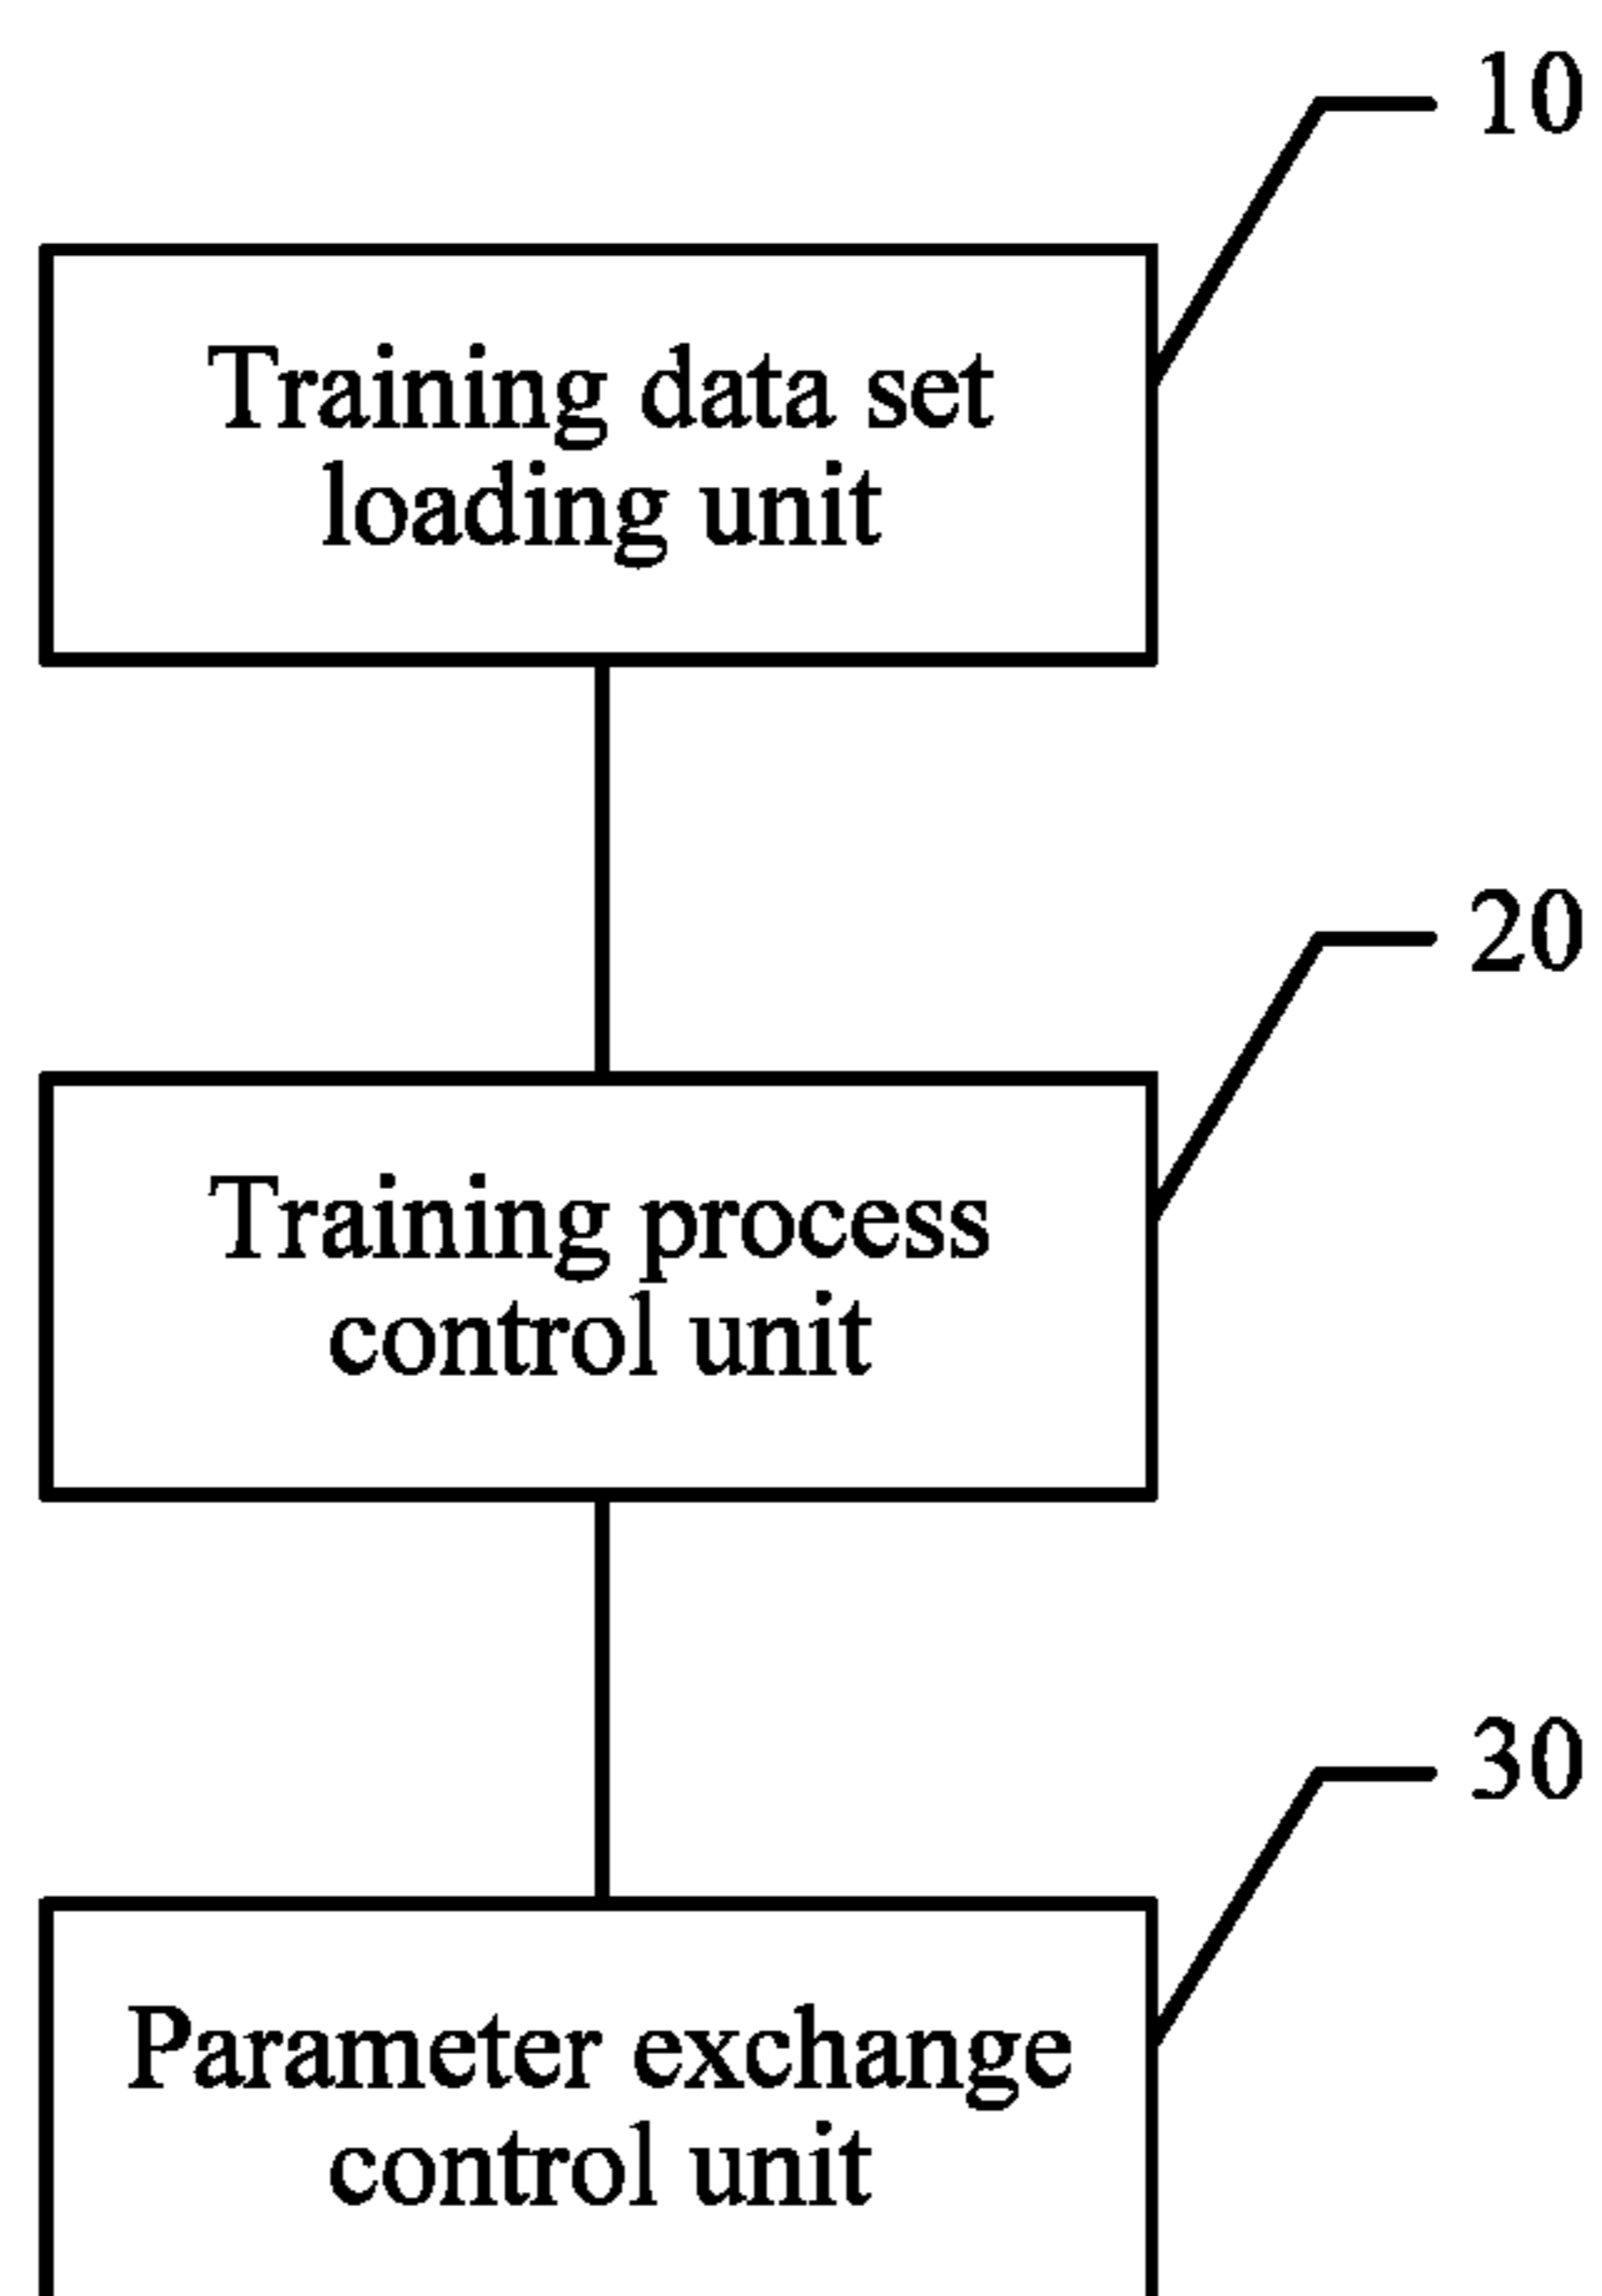 10
Training data set
loading unit
20
Training process
control unit
30
Parameter exchange
control unit